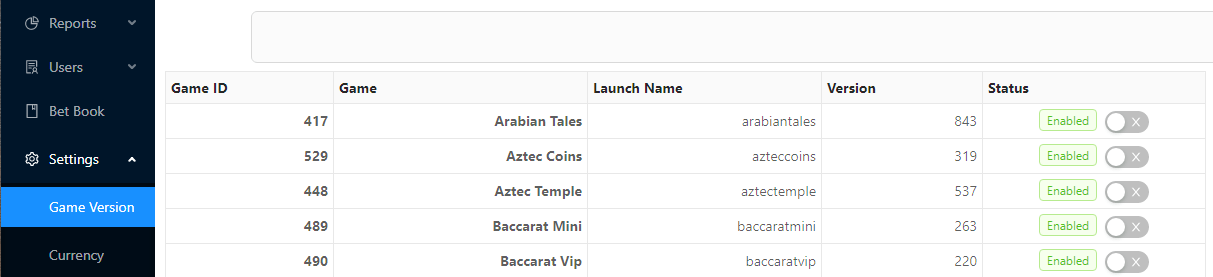 Reports
Users
Bet Book
Settings
Game Version
Currency
Game ID Game Launch Name Version Status
417 Arabian Tales arabiantales 843 Enabled
529 Aztec Coins azteccoins 319 Enabled
448 Aztec Temple aztectemple 537 Enabled
489 Baccarat Mini baccaratmini 263 Enabled
490 Baccarat Vip baccaratvip 220 Enabled